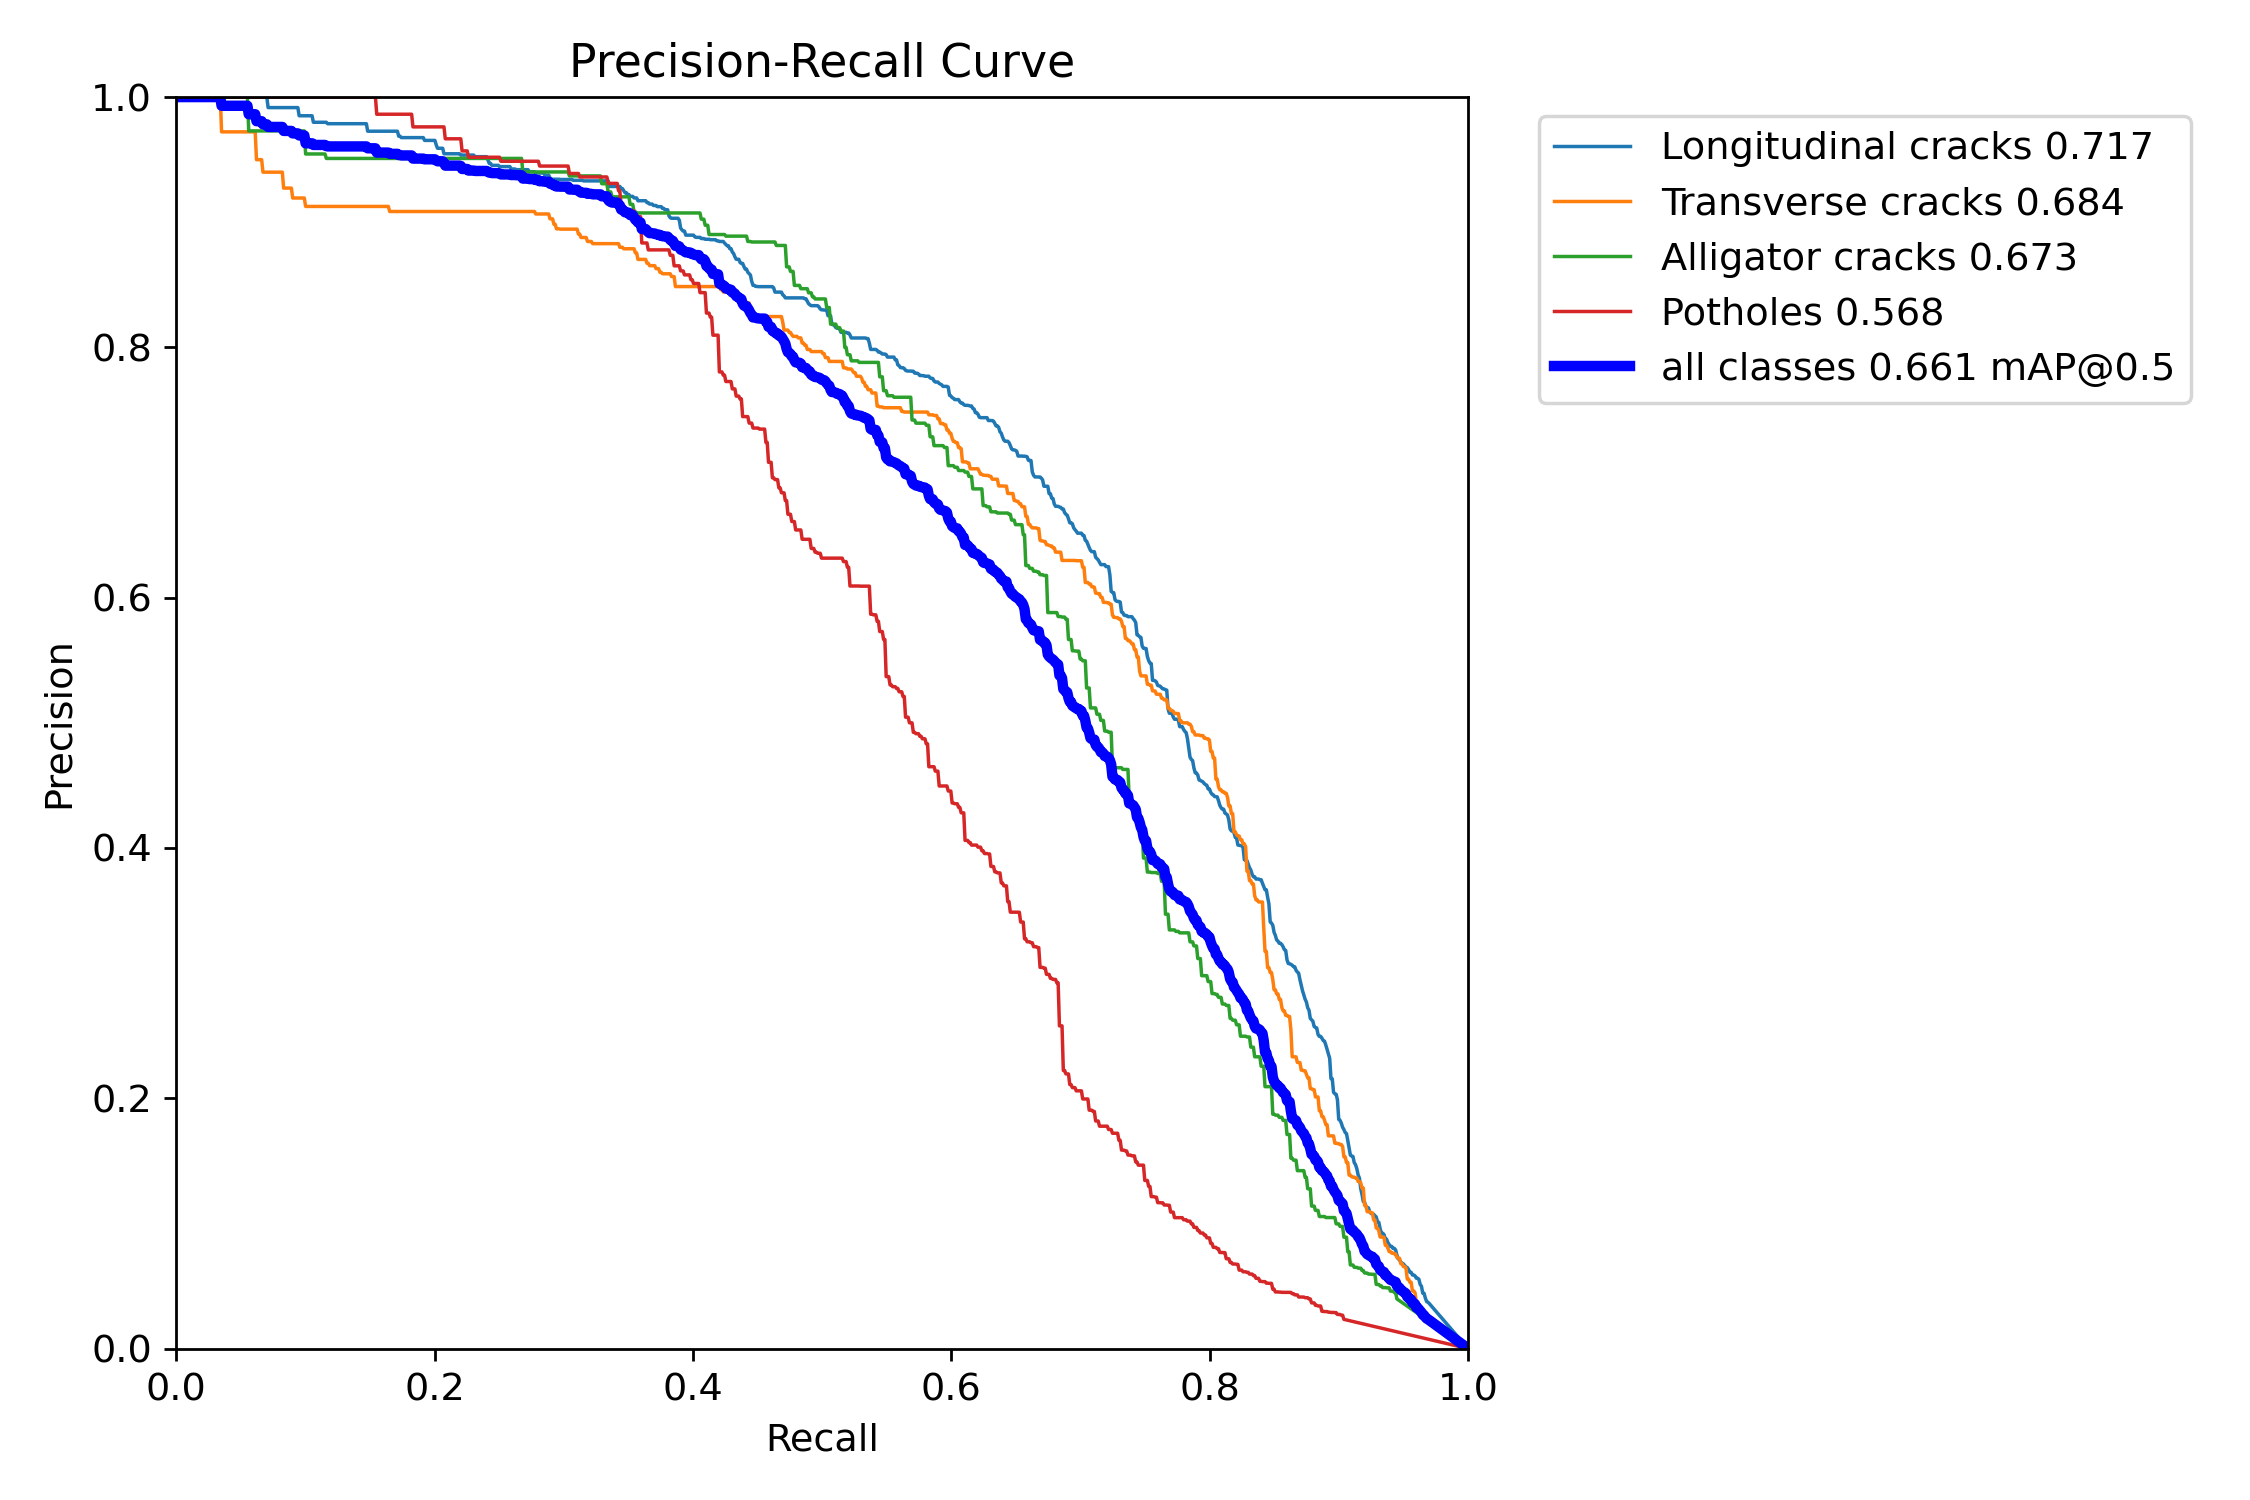 Precision-Recall Curve
1.0
0.8
0.6
0.4
0.2
0.0
Precision
0.0 0.2 0.4 0.6 0.8 1.0
Recall
Longitudinal cracks 0.717
Transverse cracks 0.684
Alligator cracks 0.673
Potholes 0.568
all classes 0.661 mAP@0.5